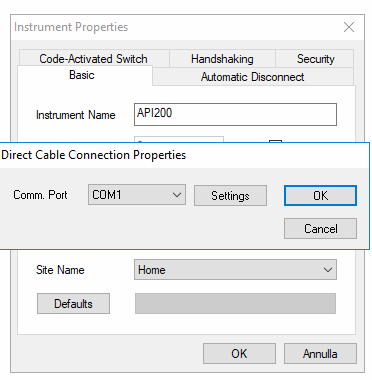 Instrument Properties
Code-Activated Switch
Handshaking
Security
Basic
Automatic Disconnect
Instrument Name
API200
Direct Cable Connection Properties
Comm. Port
COM1
Settings
OK
Cancel
Site Name
Home
Defaults
OK
Annulla